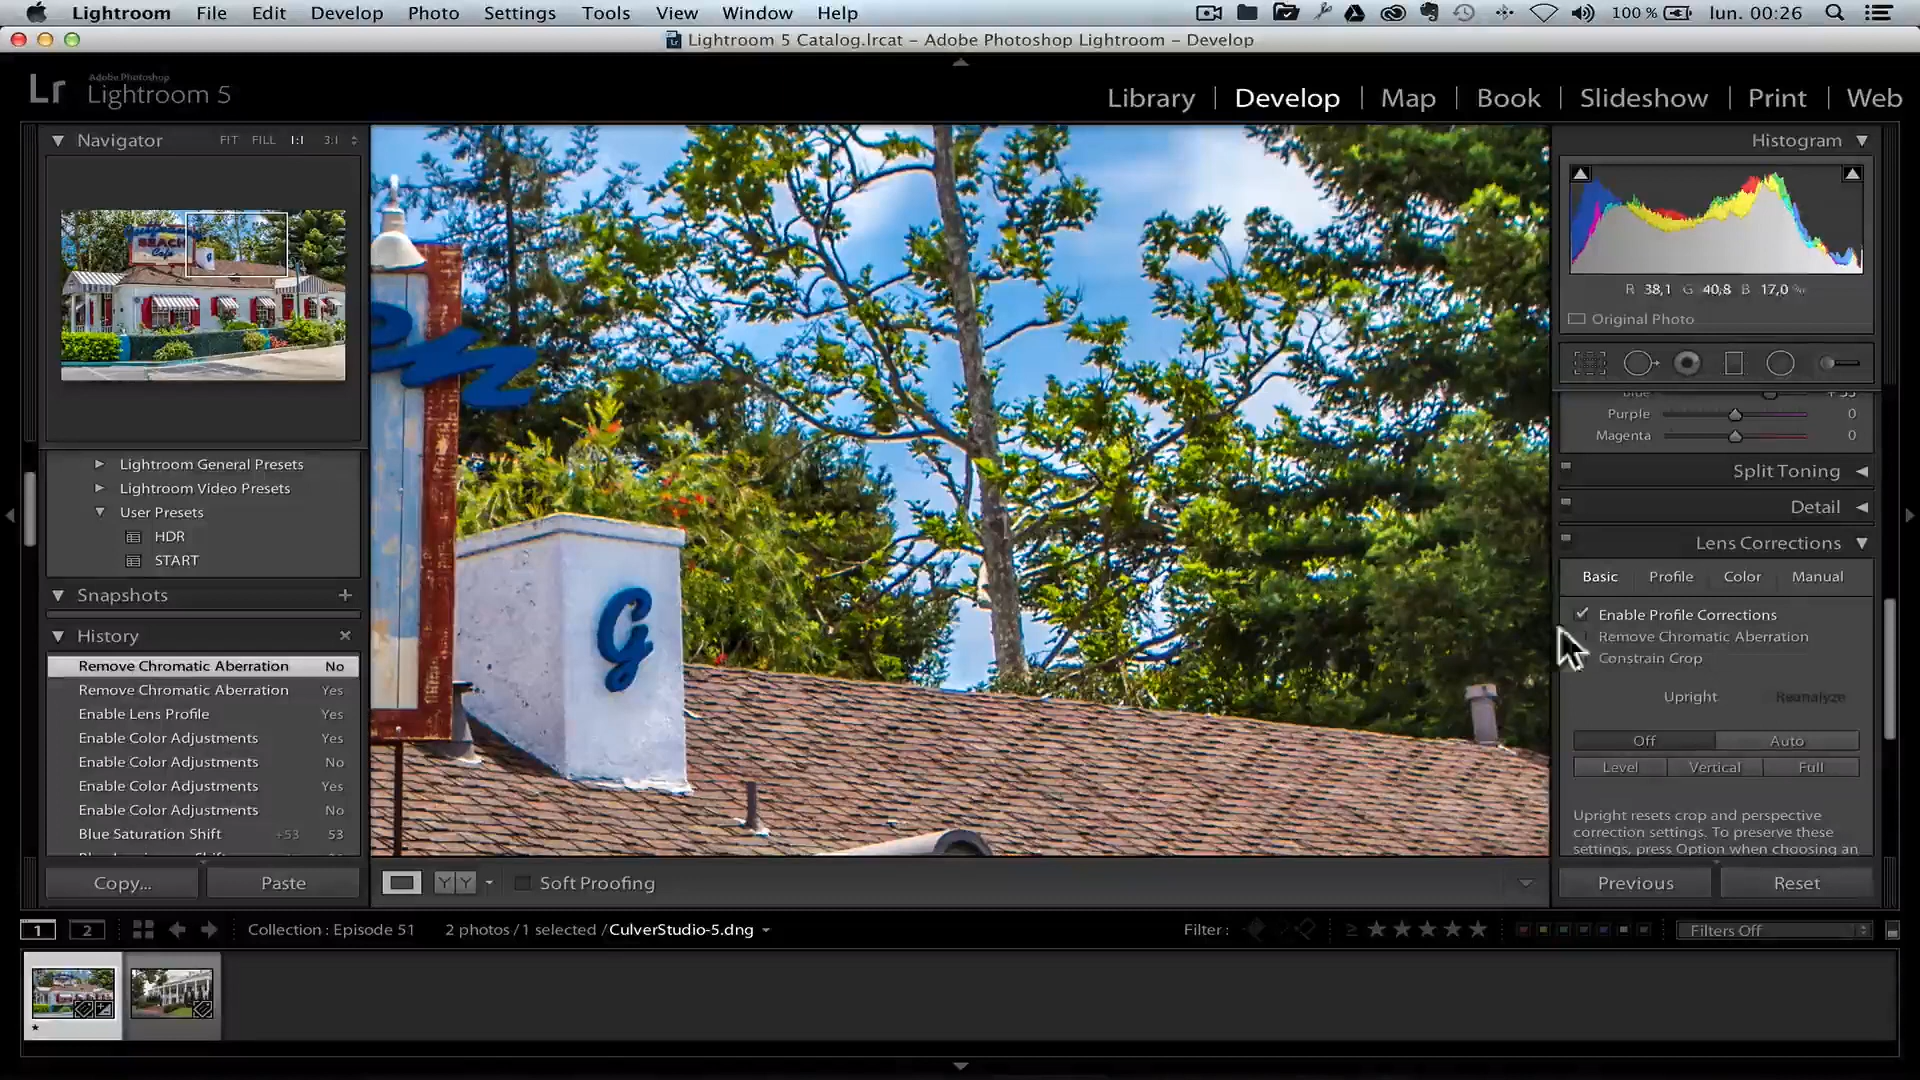 Lightroom File Edit Develop Photo Settings Tools View Window Help 100 % lun. 00:26
Lightroom 5 Catalog.lrcat – Adobe Photoshop Lightroom – Develop
Lr Adobe Photoshop
Lightroom 5
Library | Develop | Map | Book | Slideshow | Print | Web
Navigator FIT FILL 1:1 3:1
BEACH
Cafe
Lightroom General Presets
Lightroom Video Presets
User Presets
HDR
START
Snapshots +
History ×
Remove Chromatic Aberration No
Remove Chromatic Aberration Yes
Enable Lens Profile Yes
Enable Color Adjustments Yes
Enable Color Adjustments No
Enable Color Adjustments Yes
Enable Color Adjustments No
Blue Saturation Shift +53 53
Copy... Paste
G
YY Soft Proofing
Histogram
R 38,1 G 40,8 B 17,0 %
Original Photo
Blue + 53
Purple 0
Magenta 0
Split Toning
Detail
Lens Corrections
Basic Profile Color Manual
Enable Profile Corrections
Remove Chromatic Aberration
Constrain Crop
Upright Reanalyze
Off Auto
Level Vertical Full
Upright resets crop and perspective
correction settings. To preserve these
settings, press Option when choosing an
Previous Reset
1 2 Collection : Episode 51 2 photos / 1 selected / CulverStudio-5.dng Filter : ≥ ★★★★★ Filters Off